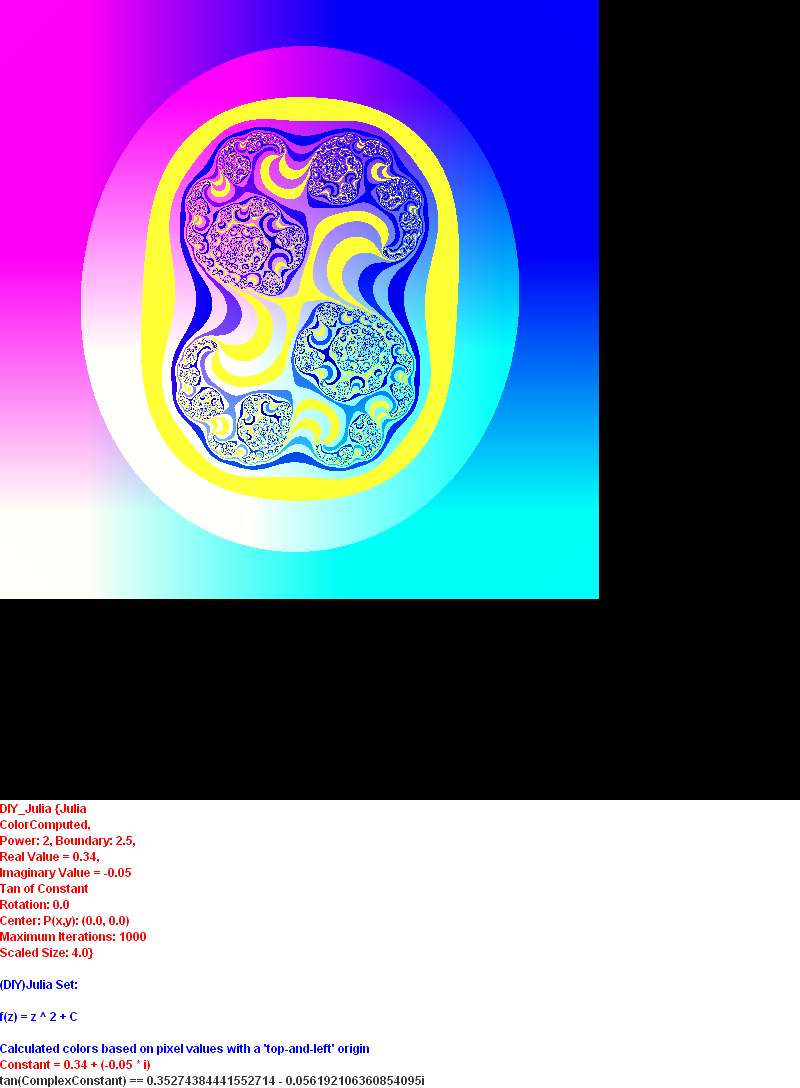 DIY_Julia {Julia
ColorComputed,
Power: 2, Boundary: 2.5,
Real Value = 0.34,
Imaginary Value = -0.05
Tan of Constant
Rotation: 0.0
Center: P(x,y): (0.0, 0.0)
Maximum Iterations: 1000
Scaled Size: 4.0}
(DIY)Julia Set:
f(z) = z ^ 2 + C
Calculated colors based on pixel values with a 'top-and-left' origin
Constant = 0.34 + (-0.05 * i)
tan(ComplexConstant) == 0.35274384441552714 - 0.056192106360854095i